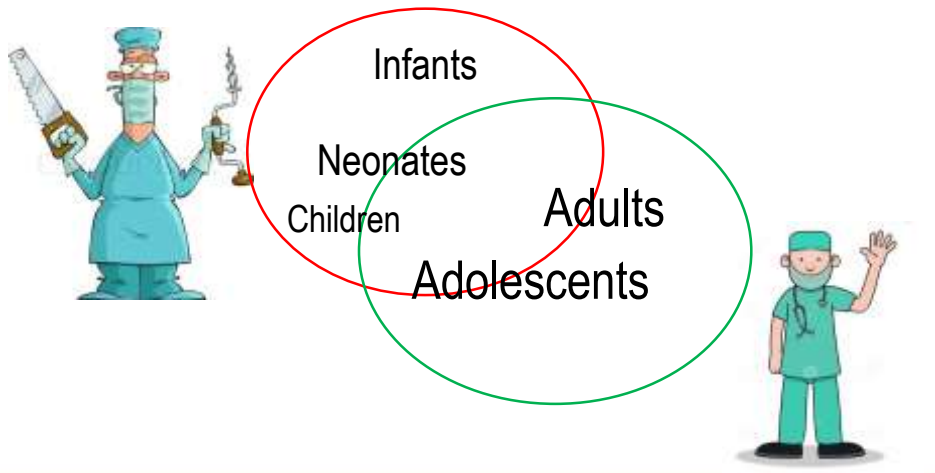 Infants
Neonates
Children
Adults
Adolescents